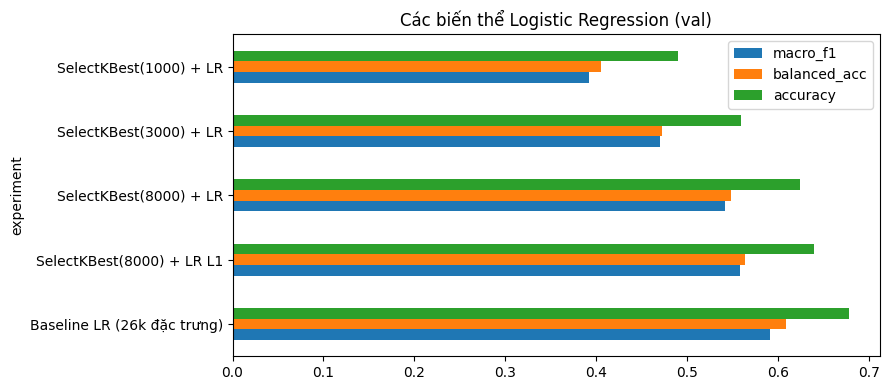 Các biến thể Logistic Regression (val)
macro_f1
balanced_acc
accuracy
experiment
SelectKBest(1000) + LR
SelectKBest(3000) + LR
SelectKBest(8000) + LR
SelectKBest(8000) + LR L1
Baseline LR (26k đặc trưng)
0.0 0.1 0.2 0.3 0.4 0.5 0.6 0.7